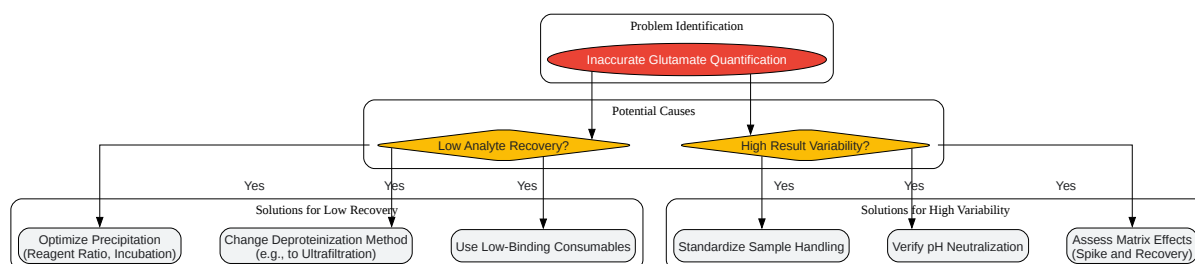 Problem Identification
Inaccurate Glutamate Quantification
Potential Causes
Low Analyte Recovery?
High Result Variability?
Yes
Yes
Yes
Yes
Yes
Yes
Solutions for Low Recovery
Solutions for High Variability
Optimize Precipitation
(Reagent Ratio, Incubation)
Change Deproteinization Method
(e.g., to Ultrafiltration)
Use Low-Binding Consumables
Standardize Sample Handling
Verify pH Neutralization
Assess Matrix Effects
(Spike and Recovery)